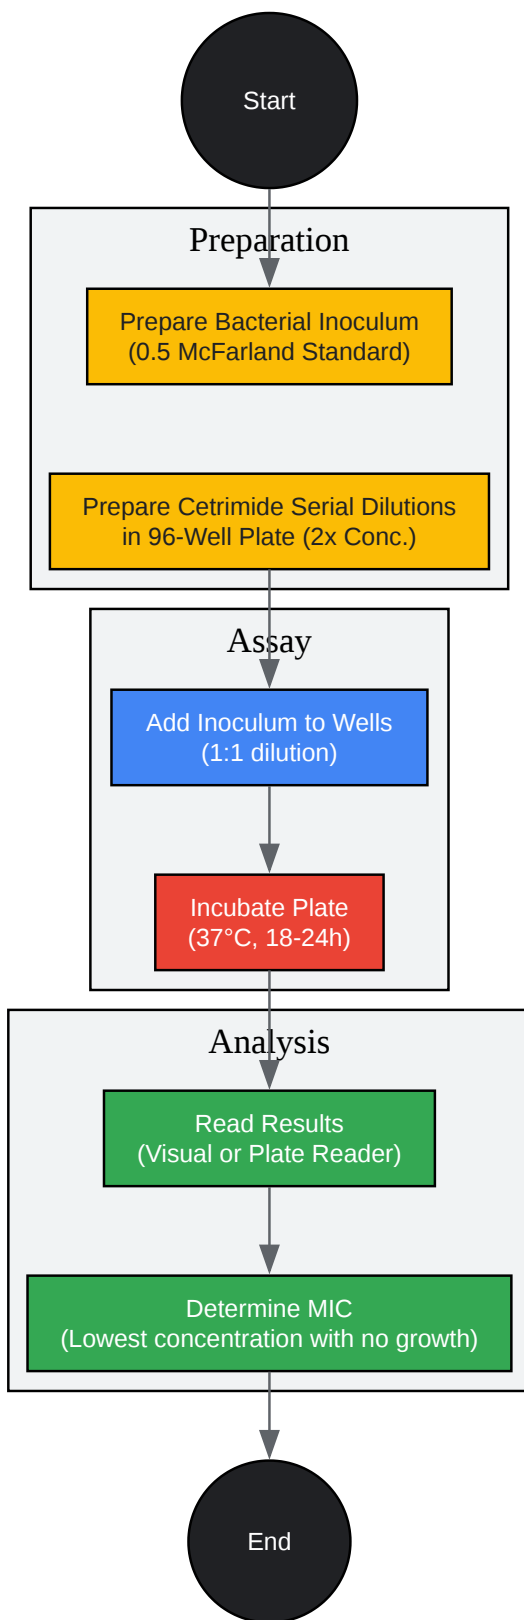 Start
Preparation
Prepare Bacterial Inoculum
(0.5 McFarland Standard)
Prepare Cetrimide Serial Dilutions
in 96-Well Plate (2x Conc.)
Assay
Add Inoculum to Wells
(1:1 dilution)
Incubate Plate
(37°C, 18-24h)
Analysis
Read Results
(Visual or Plate Reader)
Determine MIC
(Lowest concentration with no growth)
End